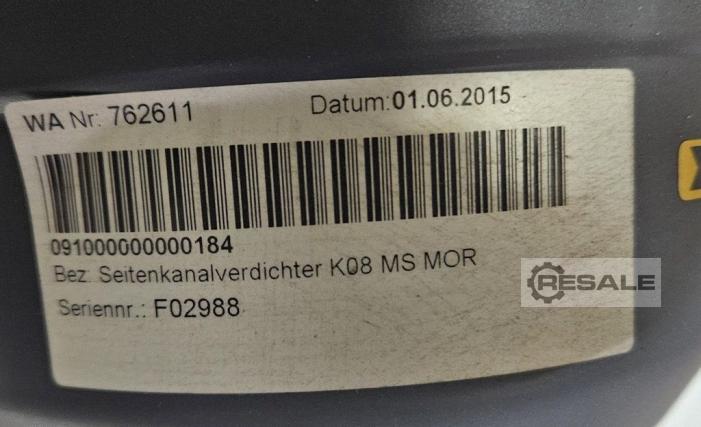 WA Nr: 762611 Datum:01.06.2015
091000000000184
Bez: Seitenkanalverdichter K08 MS MOR
RESALE
Seriennr.: F02988